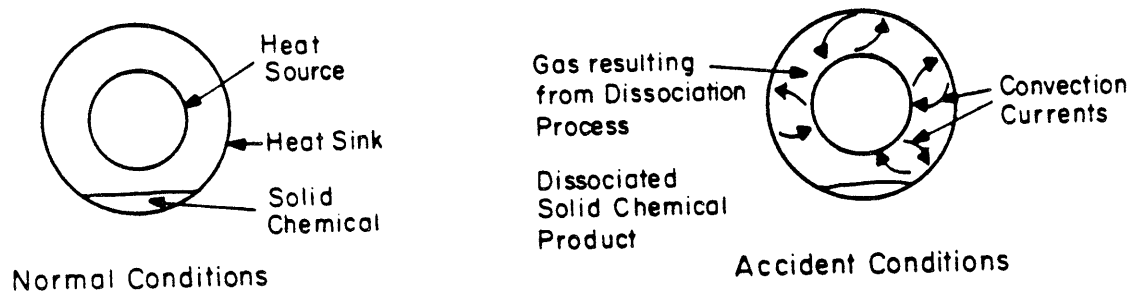 Heat
Source
Heat Sink
Solid
Chemical
Normal Conditions
Gas resulting
from Dissociation
Process
Convection
Currents
Dissociated
Solid Chemical
Product
Accident Conditions